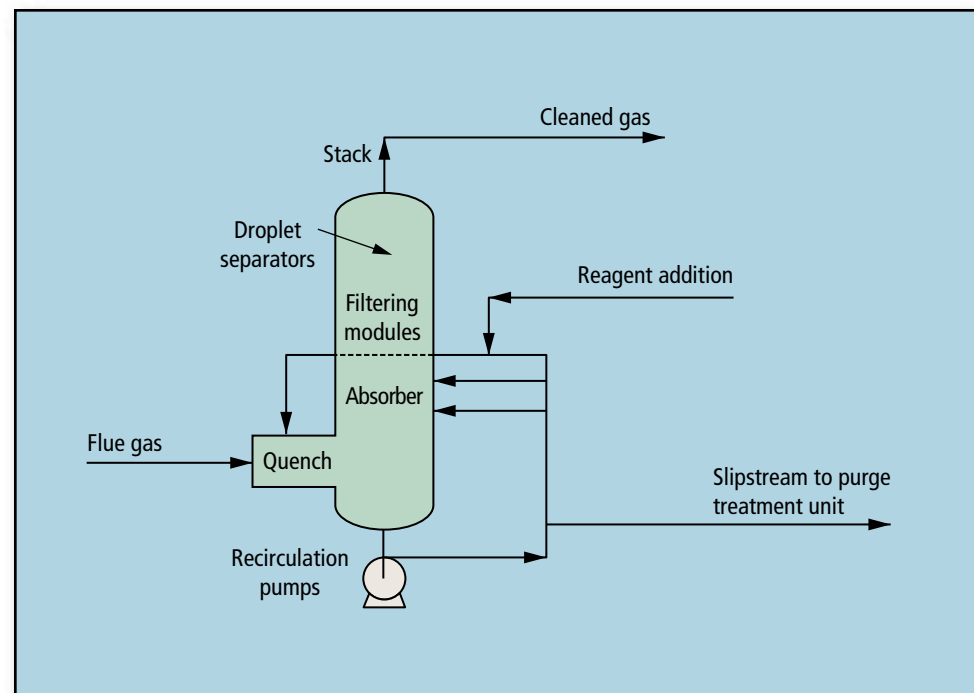 Cleaned gas
Stack
Droplet
separators
Reagent addition
Filtering
modules
Absorber
Flue gas
Quench
Slipstream to purge
treatment unit
Recirculation
pumps